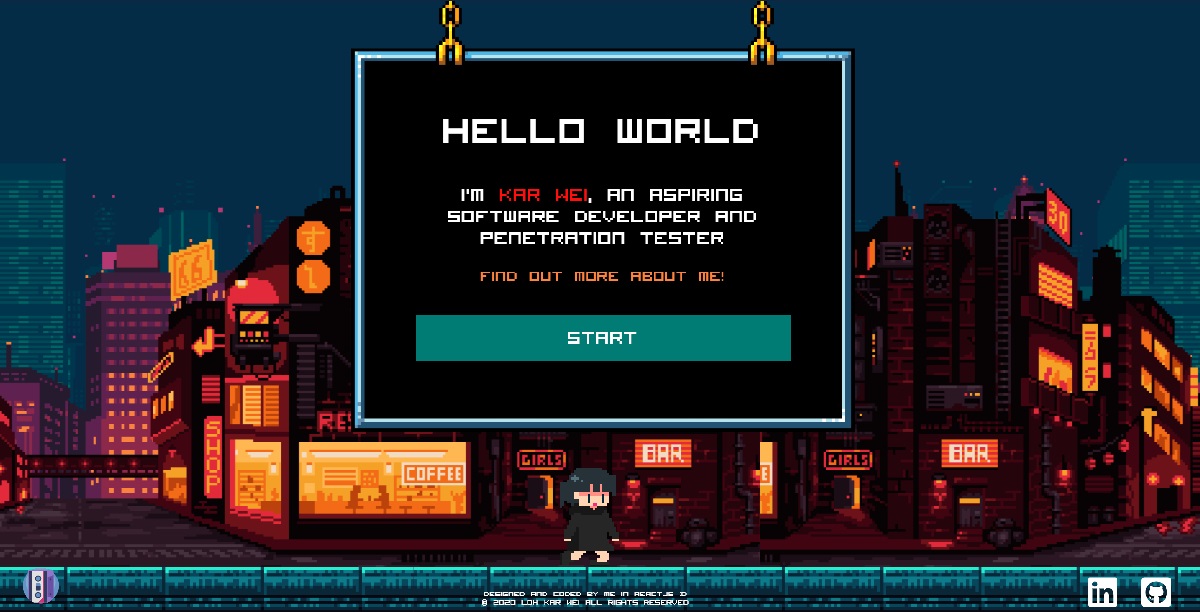 HELLO WORLD
I'M KAR WEI, AN ASPIRING
SOFTWARE DEVELOPER AND
PENETRATION TESTER
FIND OUT MORE ABOUT ME!
START
SHOP
COFFEE
GIRLS
BAR
GIRLS
BAR
DESIGNED AND CODED BY ME IN REACTJS :D
© 2020 LOH KAR WEI. ALL RIGHTS RESERVED
in